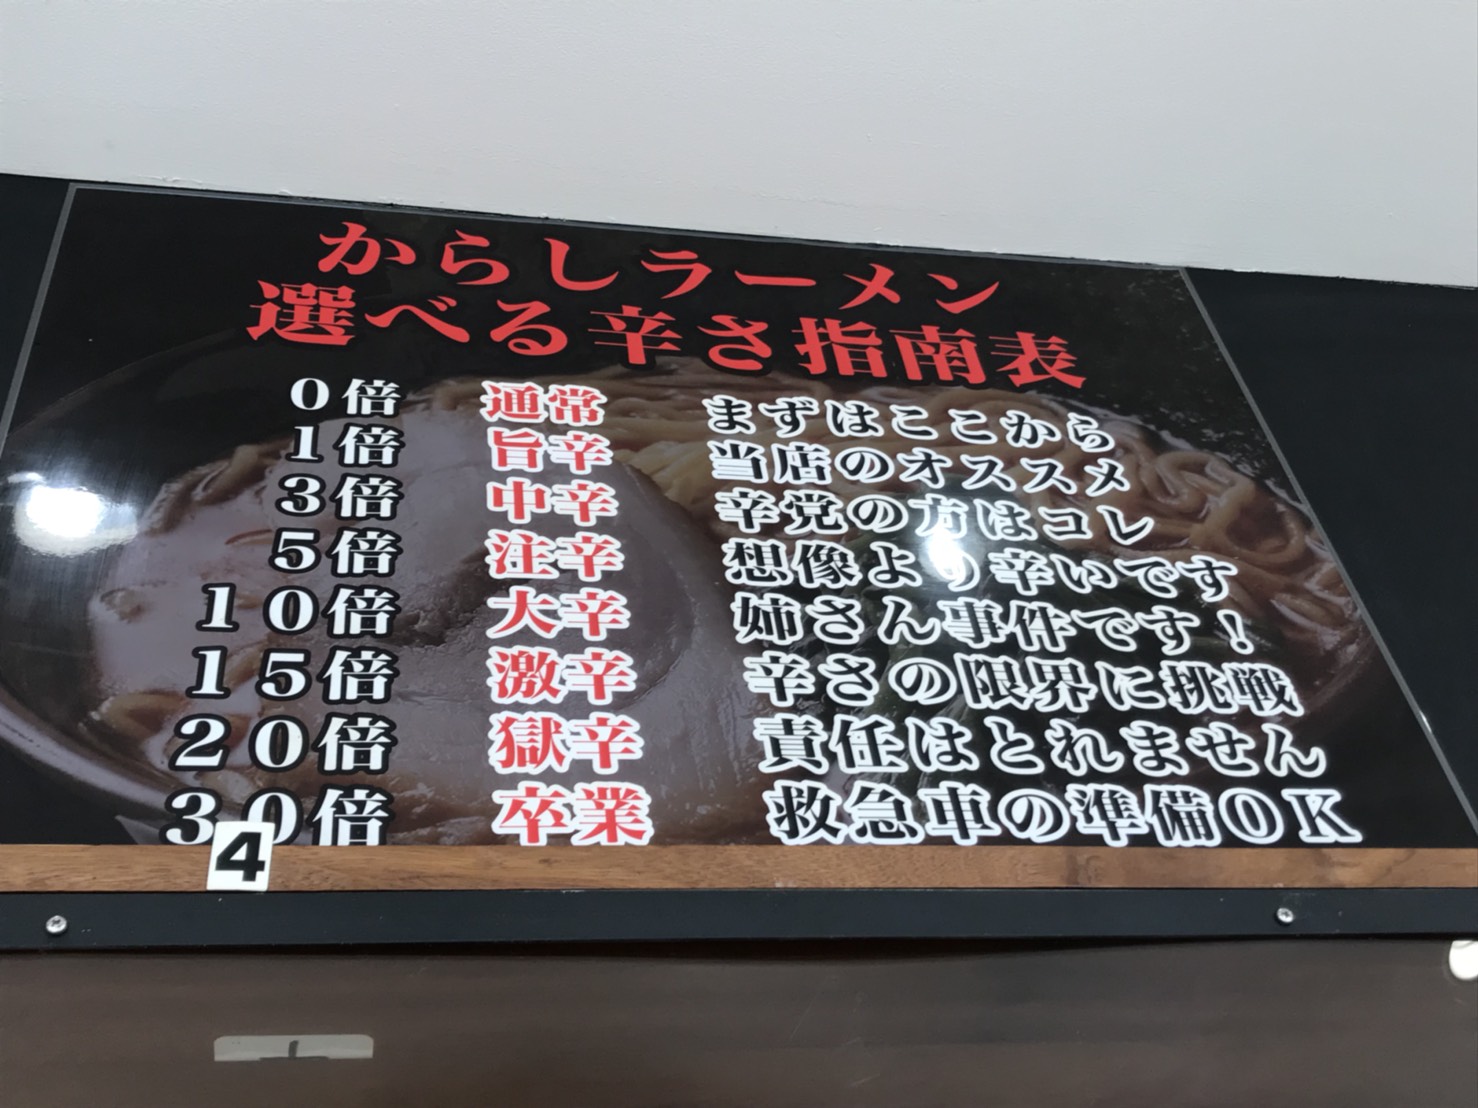 からしラーメン
選べる辛さ指南表
0倍 通常 まずはここから
1倍 旨辛 当店のオススメ
3倍 中辛 辛党の方はコレ
5倍 注辛 想像より辛いです
10倍 大辛 姉さん事件です!
15倍 激辛 辛さの限界に挑戦
20倍 獄辛 責任はとれません
30倍 卒業 救急車の準備OK
4